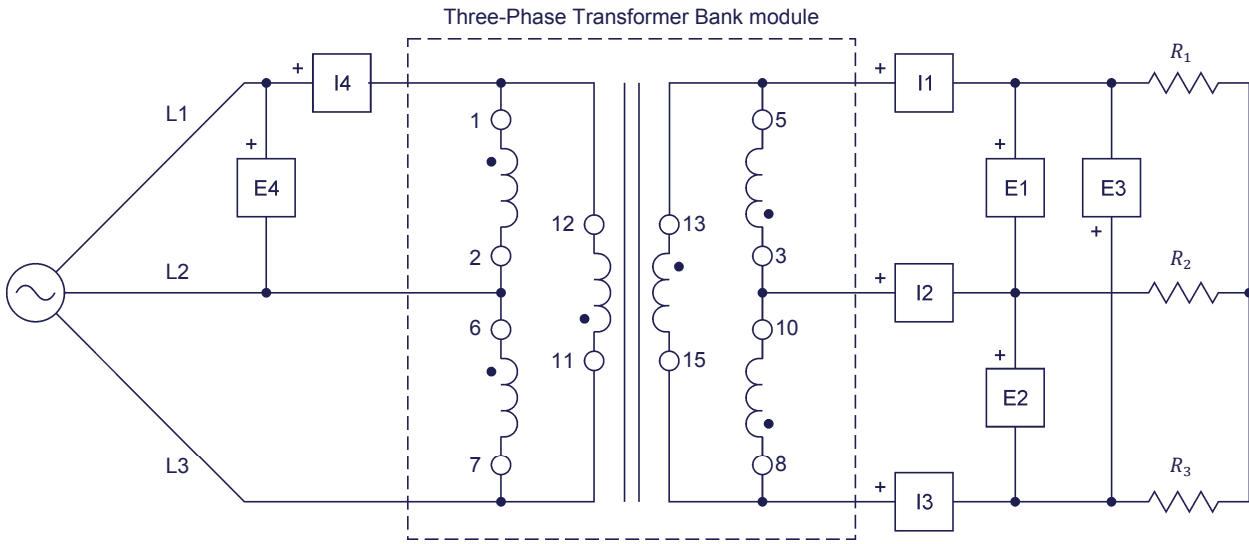 Three-Phase Transformer Bank module
+
I4
+
I1
R₁
L1
1
5
+
E4
+
E1
E3
+
12
13
2
3
L2
+
I2
R₂
6
10
11
15
+
E2
L3
7
8
+
I3
R₃